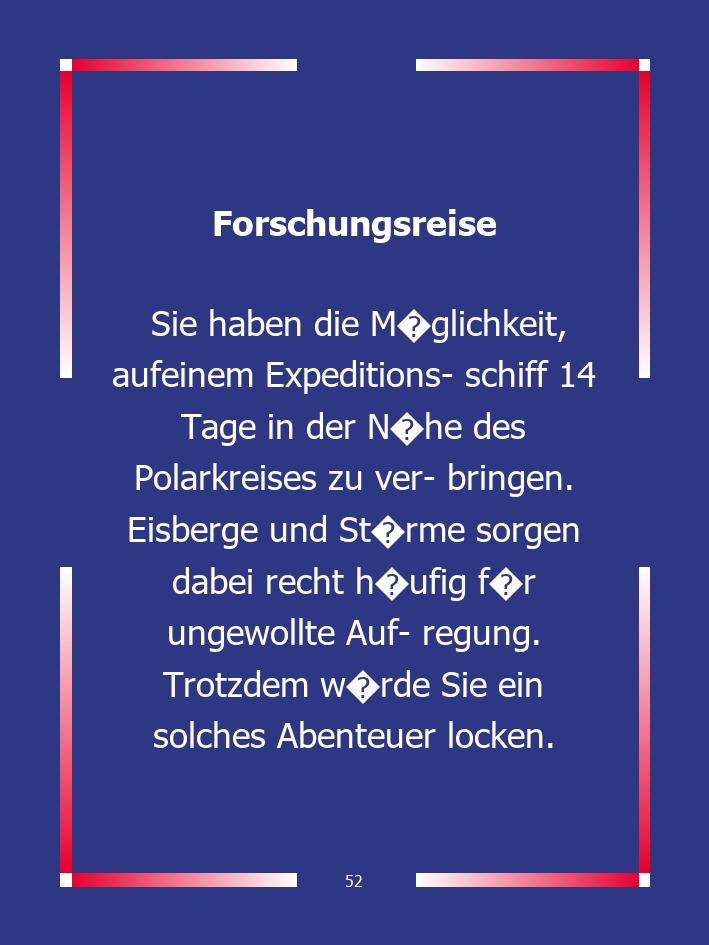 Forschungsreise
Sie haben die M�glichkeit,
aufeinem Expeditions- schiff 14
Tage in der N�he des
Polarkreises zu ver- bringen.
Eisberge und St�rme sorgen
dabei recht h�ufig f�r
ungewollte Auf- regung.
Trotzdem w�rde Sie ein
solches Abenteuer locken.
52